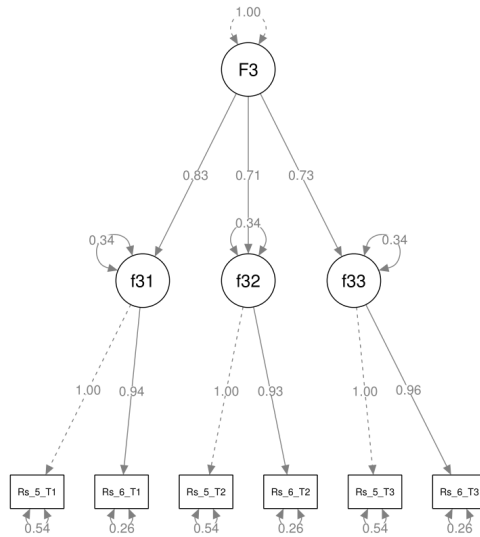 1.00
F3
0.83 0.71 0.73
0.34 0.34 0.34
f31 f32 f33
1.00 0.94 1.00 0.93 1.00 0.96
Rs_5_T1 Rs_6_T1 Rs_5_T2 Rs_6_T2 Rs_5_T3 Rs_6_T3
0.54 0.26 0.54 0.26 0.54 0.26